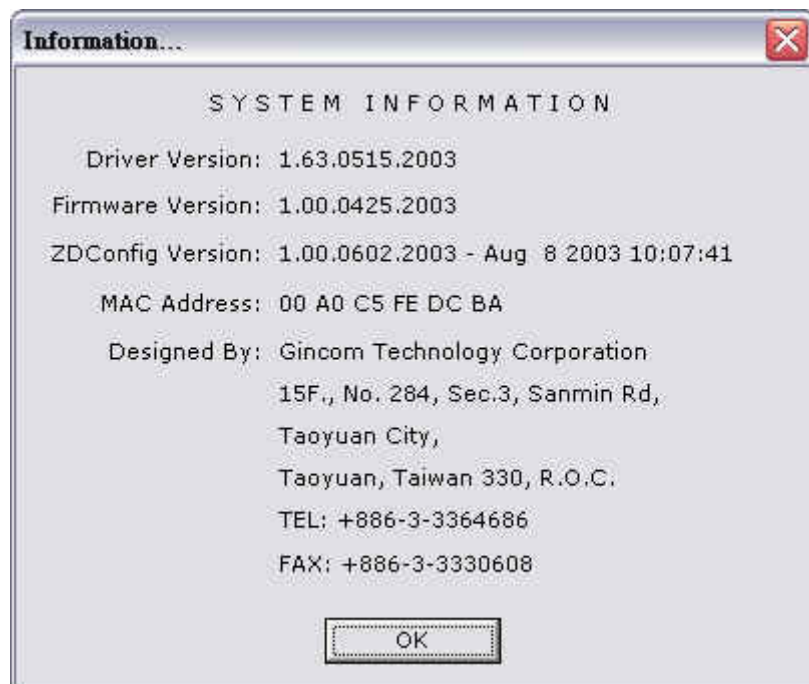 Information...
SYSTEM INFORMATION
Driver Version: 1.63.0515.2003
Firmware Version: 1.00.0425.2003
ZDConfig Version: 1.00.0602.2003 - Aug  8 2003 10:07:41
MAC Address: 00 A0 C5 FE DC BA
Designed By: Gincom Technology Corporation
15F., No. 284, Sec.3, Sanmin Rd,
Taoyuan City,
Taoyuan, Taiwan 330, R.O.C.
TEL: +886-3-3364686
FAX: +886-3-3330608
OK